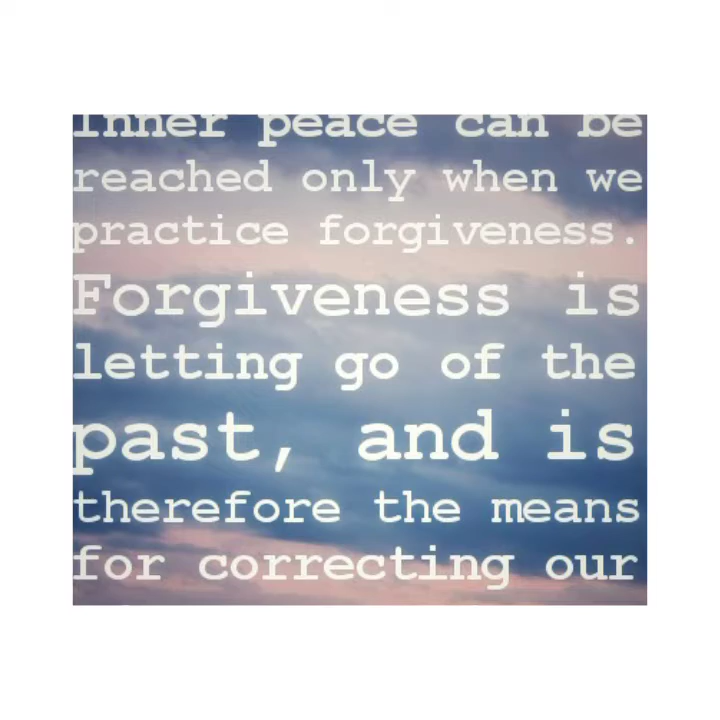 Inner peace can be
reached only when we
practice forgiveness.
Forgiveness is
letting go of the
past, and is
therefore the means
for correcting our